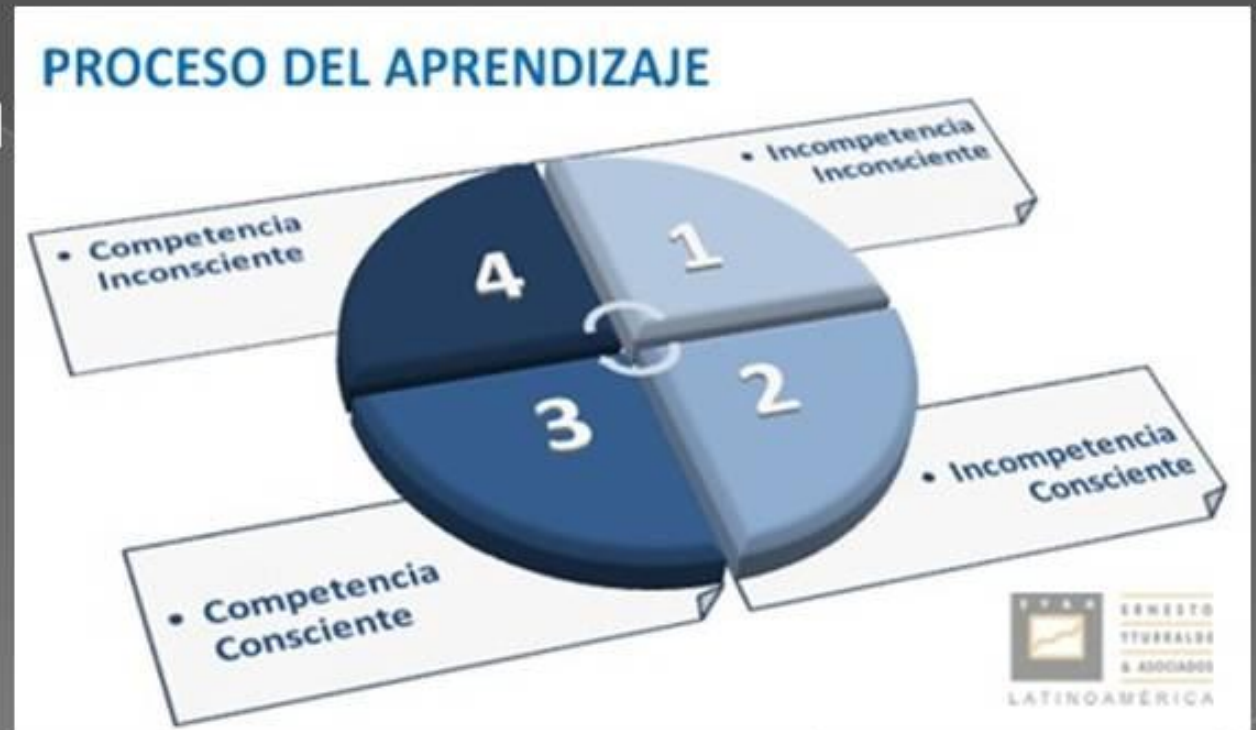 PROCESO DEL APRENDIZAJE
• Incompetencia
Inconsciente
1
• Competencia
Inconsciente
4
2
3
• Incompetencia
Consciente
• Competencia
Consciente
ERNESTO
YTURRALDE
& ASOCIADOS
LATINOAMÉRICA